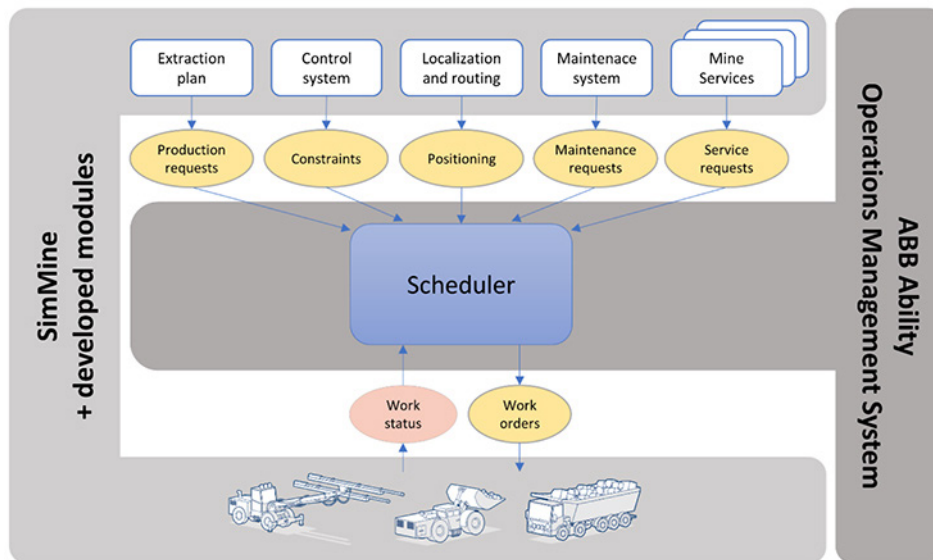 Extraction
plan
Control
system
Localization
and routing
Maintenace
system
Mine
Services
Production
requests
Constraints
Positioning
Maintenance
requests
Service
requests
Scheduler
Work
status
Work
orders
SimMine
+ developed modules
ABB Ability
Operations Management System